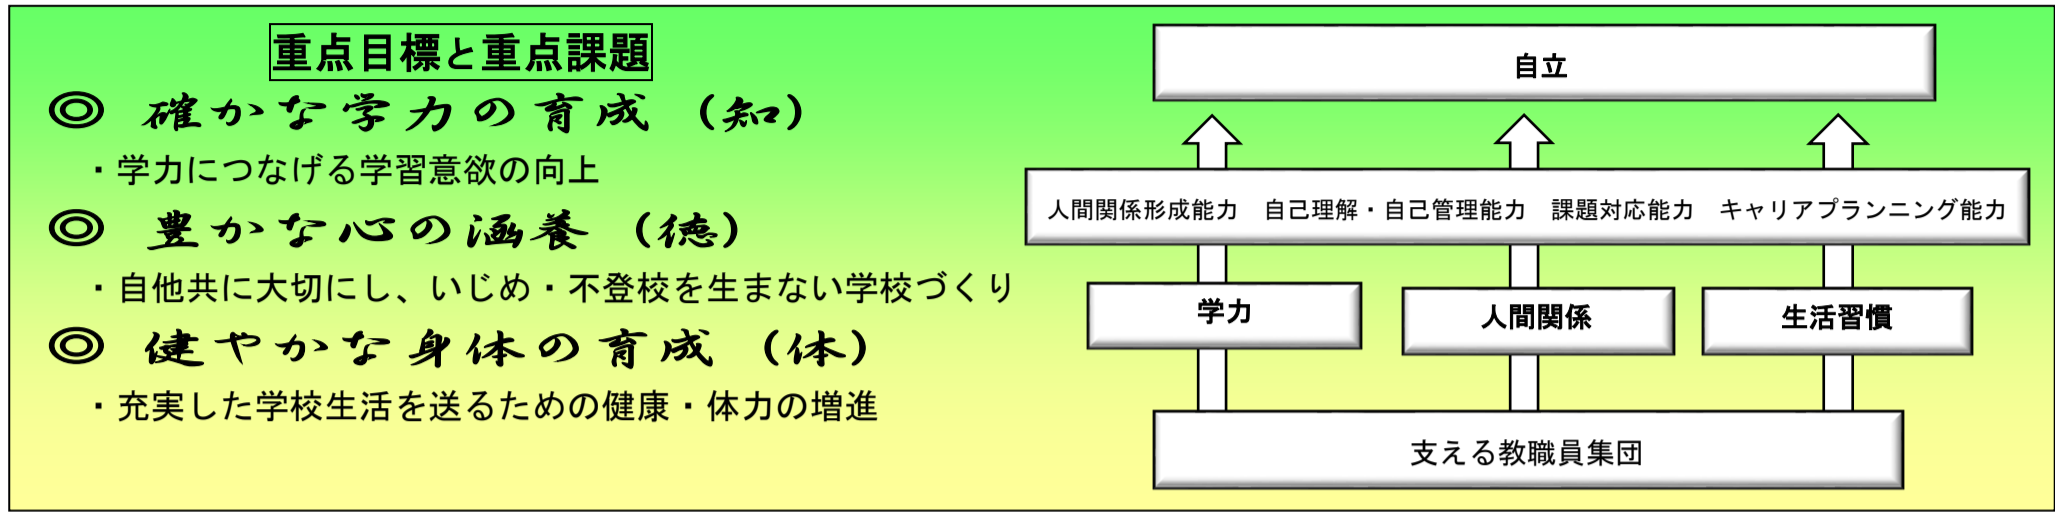 重点目標と重点課題
◎ 確かな学力の育成（知）
・学力につなげる学習意欲の向上
◎ 豊かな心の涵養（徳）
・自他共に大切にし、いじめ・不登校を生まない学校づくり
◎ 健やかな身体の育成（体）
・充実した学校生活を送るための健康・体力の増進
自立
人間関係形成能力　自己理解・自己管理能力　課題対応能力　キャリアプランニング能力
学力
人間関係
生活習慣
支える教職員集団